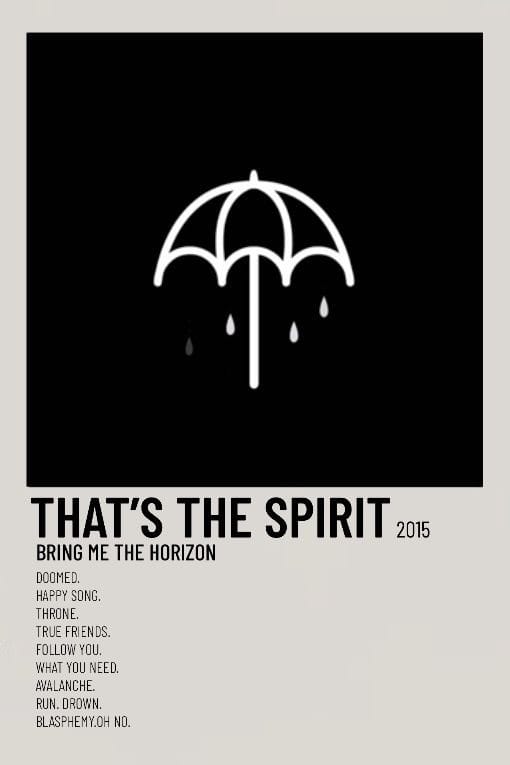 THAT'S THE SPIRIT 2015
BRING ME THE HORIZON
DOOMED.
HAPPY SONG.
THRONE.
TRUE FRIENDS.
FOLLOW YOU.
WHAT YOU NEED.
AVALANCHE.
RUN. DROWN.
BLASPHEMY.OH NO.